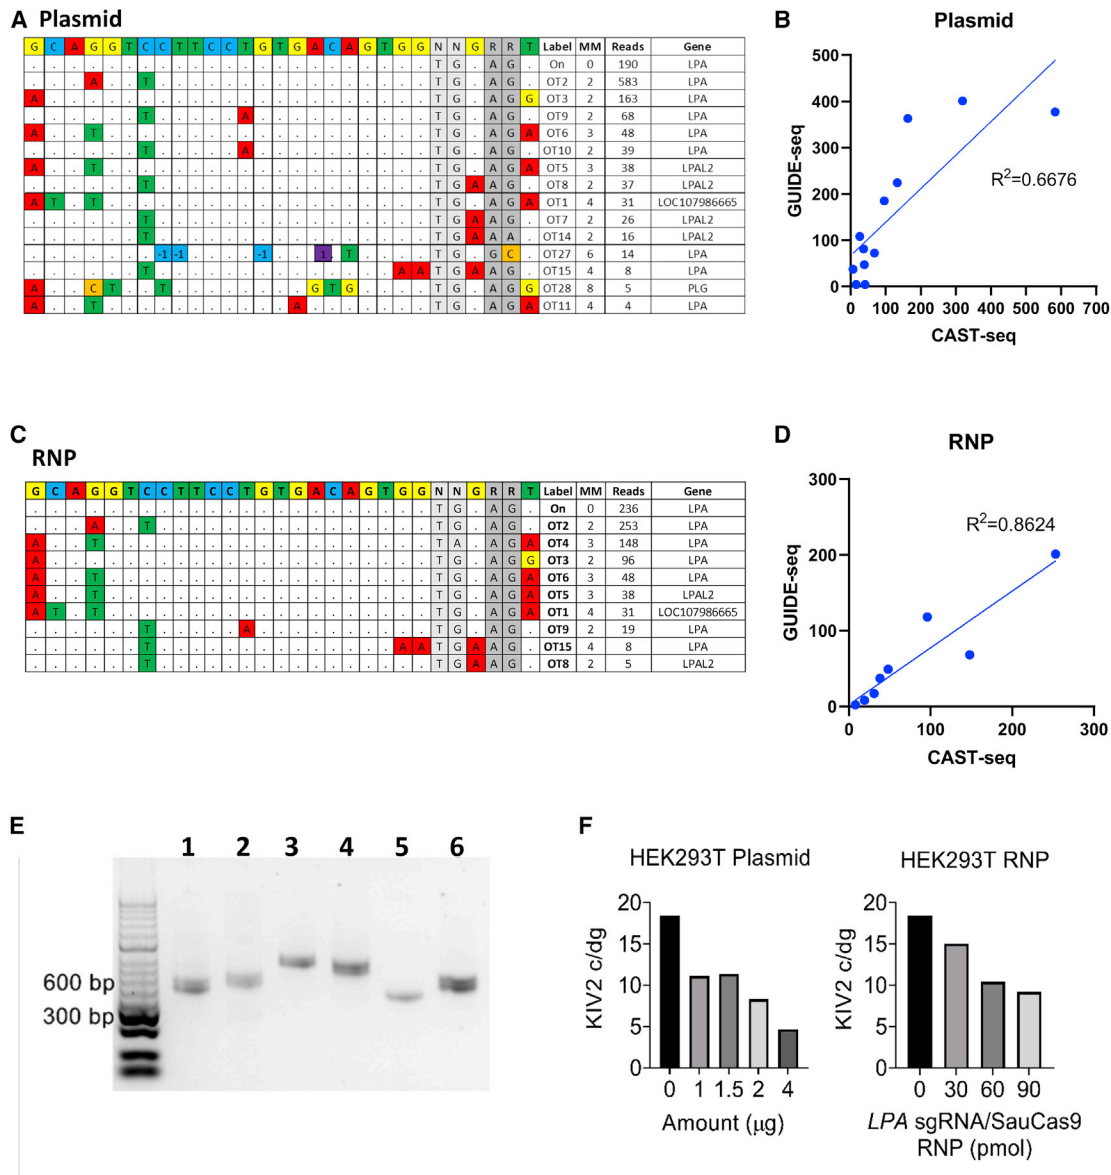 A Plasmid
G C A G G T C C T T C C T G T G A C A G T G G N N G R R T Label MM Reads Gene
. . . . . . . . . . . . . . . . . . . . . . . T G . A G . On 0 190 LPA
. . . A . . T . . . . . . . . . . . . . . . . T G . A G . OT2 2 583 LPA
A . . . . . . . . . . . . . . . . . . . . . . T G . A G G OT3 2 163 LPA
. . . . . . T . . . . . A . . . . . . . . . . T G . A G . OT9 2 68 LPA
A . . T . . . . . . . . . . . . . . . . . . . T G . A G A OT6 3 48 LPA
. . . . . . T . . . . . A . . . . . . . . . . T G . A G . OT10 2 39 LPA
A . . T . . . . . . . . . . . . . . . . . . . T G . A G A OT5 3 38 LPAL2
. . . . . . T . . . . . . . . . . . . . . . . T G A A G . OT8 2 37 LPAL2
A T . T . . . . . . . . . . . . . . . . . . . T G . A G A OT1 4 31 LOC107986665
. . . . . . T . . . . . . . . . . . . . . . . T G A A G . OT7 2 26 LPAL2
. . . . . . T . . . . . . . . . . . . . . . . T G A A A . OT14 2 16 LPAL2
. . . . . . . -1 -1 . . . . -1 . . 1 T . . . . T G . G C . OT27 6 14 LPA
. . . . . . T . . . . . . . . . . . . . . A A T G A A G . OT15 4 8 LPA
A . . C T . . T . . . . . . . . G T G . . . . T G . A G G OT28 8 5 PLG
A . . T . . . . . . . . . . . A . . . . . . . T G . A G A OT11 4 4 LPA
B Plasmid
500
400
300
200
100
0
GUIDE-seq
R2=0.6676
0 100 200 300 400 500 600 700
CAST-seq
C
RNP
G C A G G T C C T T C C T G T G A C A G T G G N N G R R T Label MM Reads Gene
. . . . . . . . . . . . . . . . . . . . . . . T G . A G . On 0 236 LPA
. . . A . . T . . . . . . . . . . . . . . . . T G . A G . OT2 2 253 LPA
A . . T . . . . . . . . . . . . . . . . . . . T A . A G A OT4 3 148 LPA
A . . . . . . . . . . . . . . . . . . . . . . T G . A G G OT3 2 96 LPA
A . . T . . . . . . . . . . . . . . . . . . . T G . A G A OT6 3 48 LPA
A . . T . . . . . . . . . . . . . . . . . . . T G . A G A OT5 3 38 LPAL2
A T . T . . . . . . . . . . . . . . . . . . . T G . A G A OT1 4 31 LOC107986665
. . . . . . T . . . . . A . . . . . . . . . . T G . A G . OT9 2 19 LPA
. . . . . . T . . . . . . . . . . . . . . A A T G A A G . OT15 4 8 LPA
. . . . . . T . . . . . . . . . . . . . . . . T G A A G . OT8 2 5 LPAL2
D RNP
300
200
100
0
GUIDE-seq
R2=0.8624
0 100 200 300
CAST-seq
E
1 2 3 4 5 6
600 bp
300 bp
F
HEK293T Plasmid
20
15
10
5
0
KIV2 c/dg
0 1 1.5 2 4
Amount (μg)
HEK293T RNP
20
15
10
5
0
KIV2 c/dg
0 30 60 90
LPA sgRNA/SauCas9
RNP (pmol)